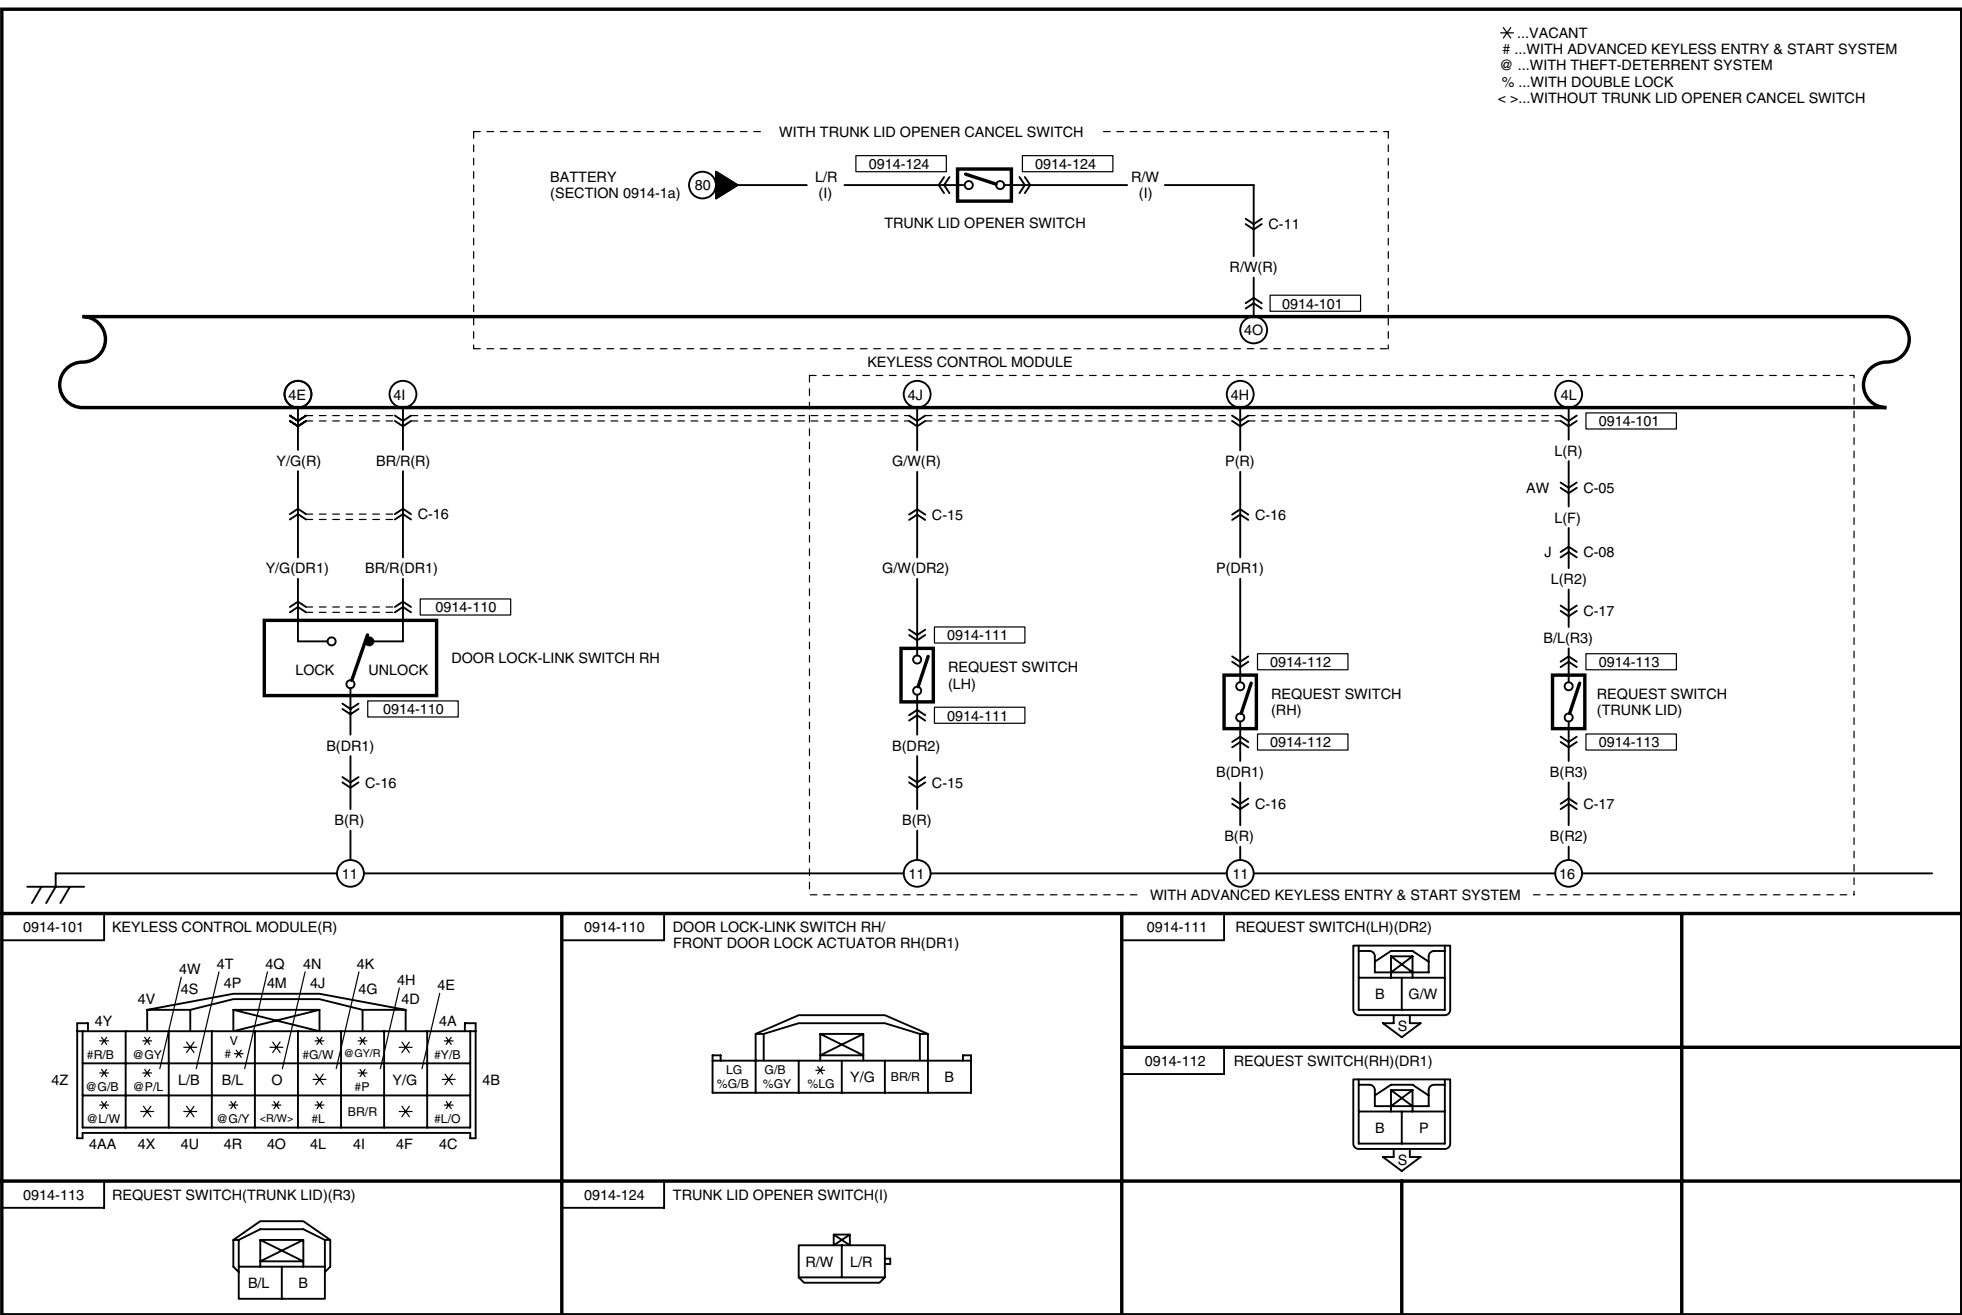 ✳ ...VACANT
# ...WITH ADVANCED KEYLESS ENTRY & START SYSTEM
@ ...WITH THEFT-DETERRENT SYSTEM
% ...WITH DOUBLE LOCK
< >...WITHOUT TRUNK LID OPENER CANCEL SWITCH
WITH TRUNK LID OPENER CANCEL SWITCH
0914-124 0914-124
BATTERY
(SECTION 0914-1a)
80
L/R
(I)
R/W
(I)
TRUNK LID OPENER SWITCH
C-11
R/W(R)
0914-101
4O
KEYLESS CONTROL MODULE
4E 4I 4J 4H 4L
0914-101
Y/G(R) BR/R(R) G/W(R) P(R) L(R)
AW C-05
C-16 C-15 C-16 L(F)
J C-08
Y/G(DR1) BR/R(DR1) G/W(DR2) P(DR1) L(R2)
0914-110 C-17
0914-111 B/L(R3)
LOCK UNLOCK
DOOR LOCK-LINK SWITCH RH
REQUEST SWITCH
(LH)
0914-112 0914-113
REQUEST SWITCH
(RH)
REQUEST SWITCH
(TRUNK LID)
0914-110 0914-111 0914-112 0914-113
B(DR1) B(DR2) B(DR1) B(R3)
C-16 C-15 C-16 C-17
B(R) B(R) B(R) B(R2)
11 11 11 16
WITH ADVANCED KEYLESS ENTRY & START SYSTEM
0914-101 KEYLESS CONTROL MODULE(R)
4W 4T 4Q 4N 4K 4H 4E
4Y 4V 4S 4P 4M 4J 4G 4D 4A
✳ ✳ ✳ V ✳ ✳ ✳ ✳ ✳
#R/B @GY #✳ #G/W @GY/R #Y/B
4Z ✳ ✳ L/B B/L O ✳ ✳ Y/G ✳ 4B
@G/B @P/L #P
✳ ✳ ✳ ✳ ✳ ✳ BR/R ✳ ✳
@L/W @G/Y <R/W> #L #L/O
4AA 4X 4U 4R 4O 4L 4I 4F 4C
0914-110 DOOR LOCK-LINK SWITCH RH/
FRONT DOOR LOCK ACTUATOR RH(DR1)
LG G/B ✳ Y/G BR/R B
%G/B %GY %LG
0914-111 REQUEST SWITCH(LH)(DR2)
B G/W
S
0914-112 REQUEST SWITCH(RH)(DR1)
B P
S
0914-113 REQUEST SWITCH(TRUNK LID)(R3)
B/L B
0914-124 TRUNK LID OPENER SWITCH(I)
R/W L/R